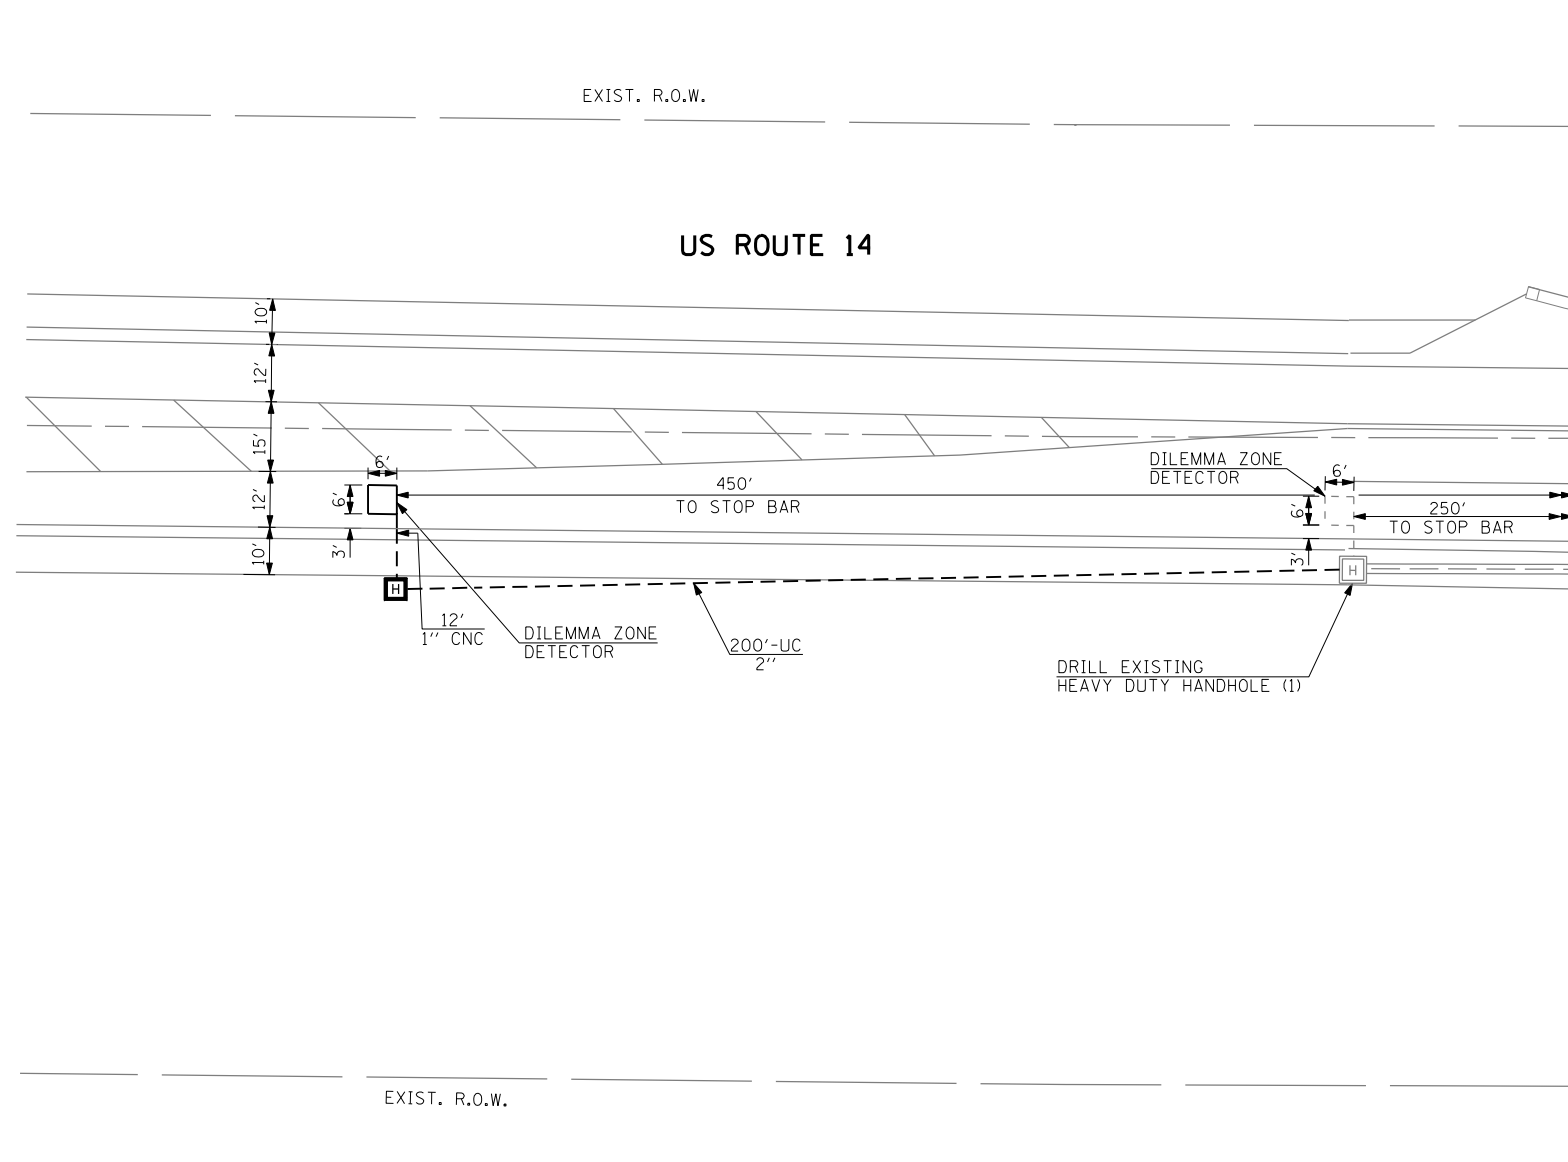 EXIST. R.O.W.
US ROUTE 14
10'
12'
15'
6'
DILEMMA ZONE
DETECTOR
6'
12'
6'
450'
TO STOP BAR
6'
250'
TO STOP BAR
10'
3'
3'
H
H
12'
1'' CNC
DILEMMA ZONE
DETECTOR
200'-UC
2''
DRILL EXISTING
HEAVY DUTY HANDHOLE (1)
EXIST. R.O.W.